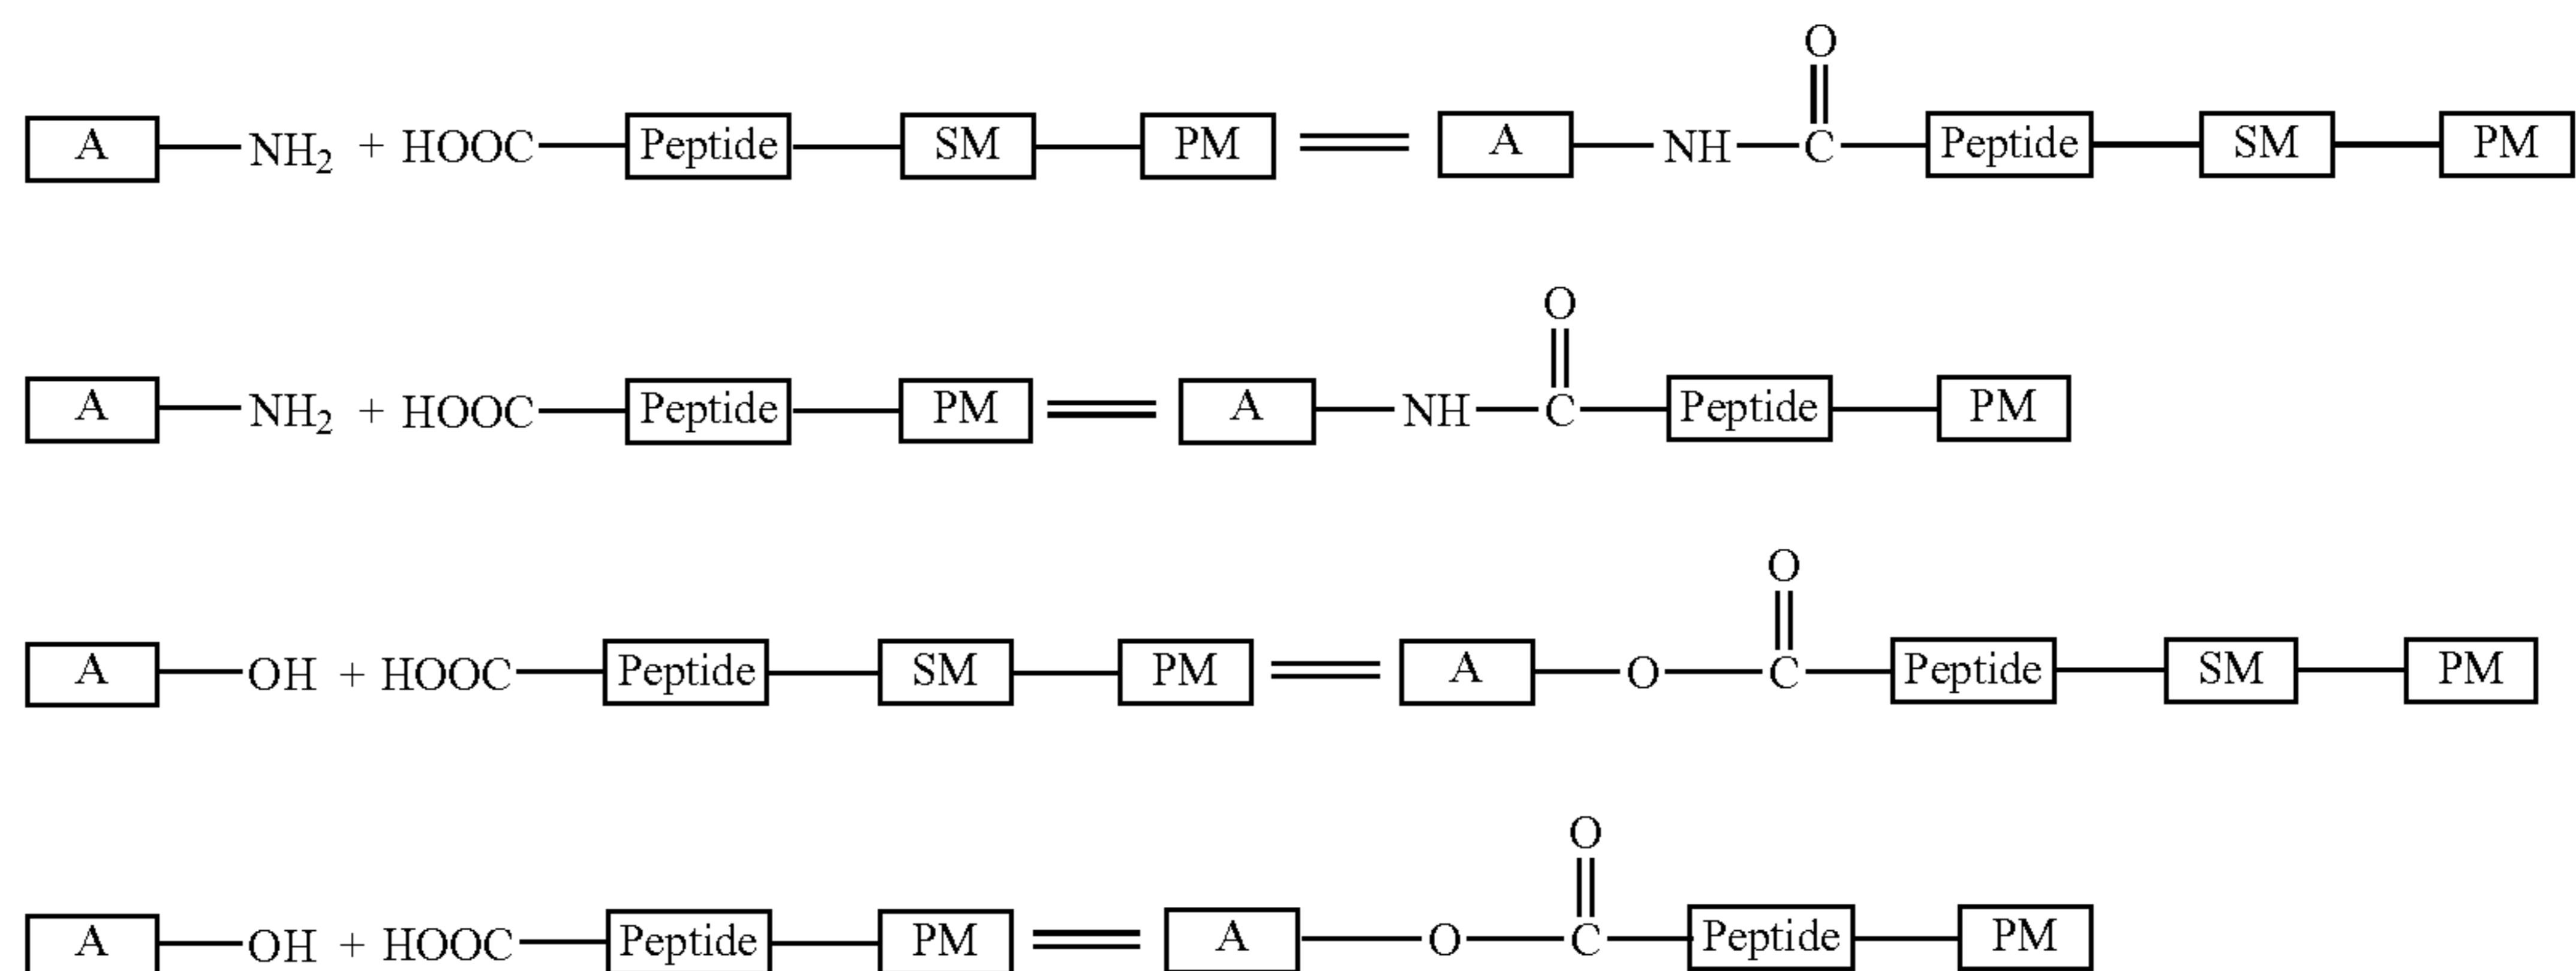 O
A NH₂ + HOOC Peptide SM PM A NH C Peptide SM PM
O
A NH₂ + HOOC Peptide PM A NH C Peptide PM
O
A OH + HOOC Peptide SM PM A O C Peptide SM PM
O
A OH + HOOC Peptide PM A O C Peptide PM